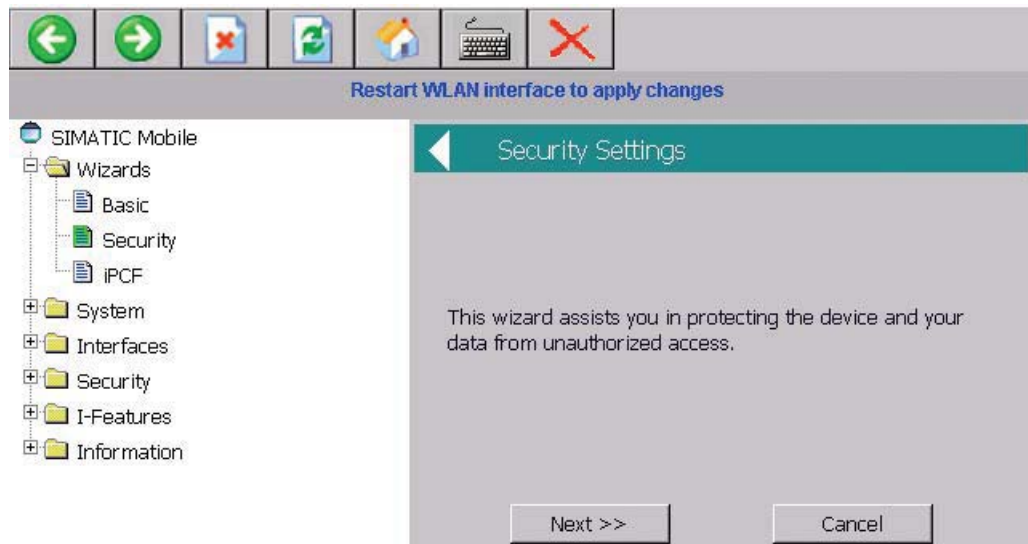 Restart WLAN interface to apply changes
SIMATIC Mobile
Wizards
Basic
Security
iPCF
System
Interfaces
Security
I-Features
Information
Security Settings
This wizard assists you in protecting the device and your
data from unauthorized access.
Next >>
Cancel